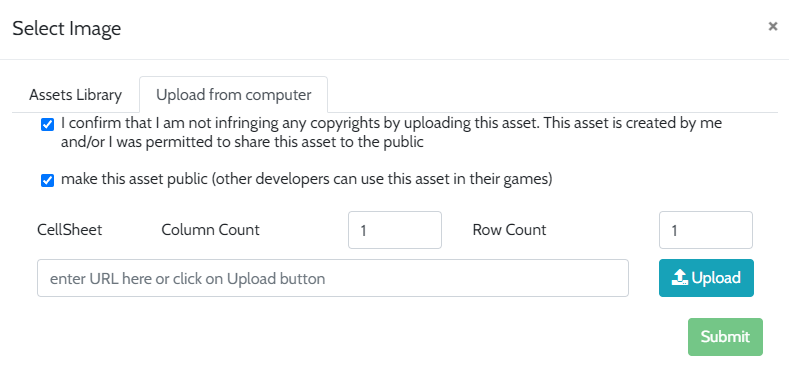 Select Image
×
Assets Library
Upload from computer
I confirm that I am not infringing any copyrights by uploading this asset. This asset is created by me
and/or I was permitted to share this asset to the public
make this asset public (other developers can use this asset in their games)
CellSheet Column Count 1 Row Count 1
enter URL here or click on Upload button
Upload
Submit